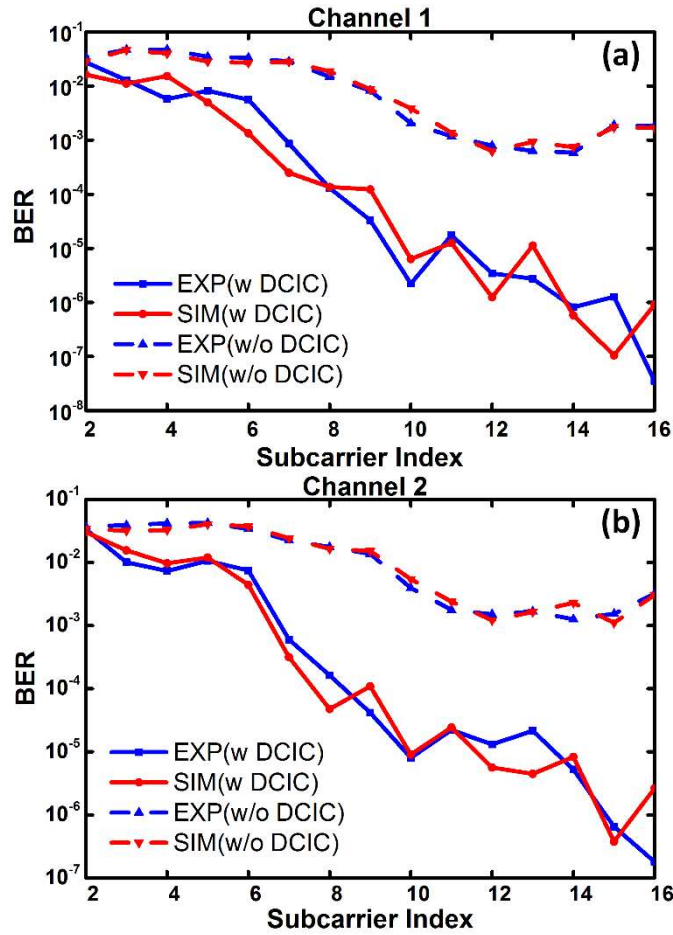 Channel 1
(a)
10-1
10-2
10-3
10-4
10-5
10-6
10-7
10-8
BER
EXP(w DCIC)
SIM(w DCIC)
EXP(w/o DCIC)
SIM(w/o DCIC)
2 4 6 8 10 12 14 16
Subcarrier Index
Channel 2
(b)
10-1
10-2
10-3
10-4
10-5
10-6
10-7
BER
EXP(w DCIC)
SIM(w DCIC)
EXP(w/o DCIC)
SIM(w/o DCIC)
2 4 6 8 10 12 14 16
Subcarrier Index